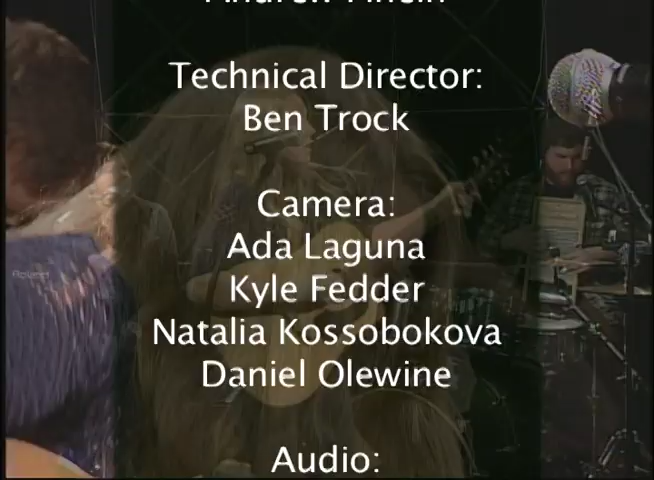 Technical Director:
Ben Trock
Camera:
Ada Laguna
Kyle Fedder
Natalia Kossobokova
Daniel Olewine
Audio: